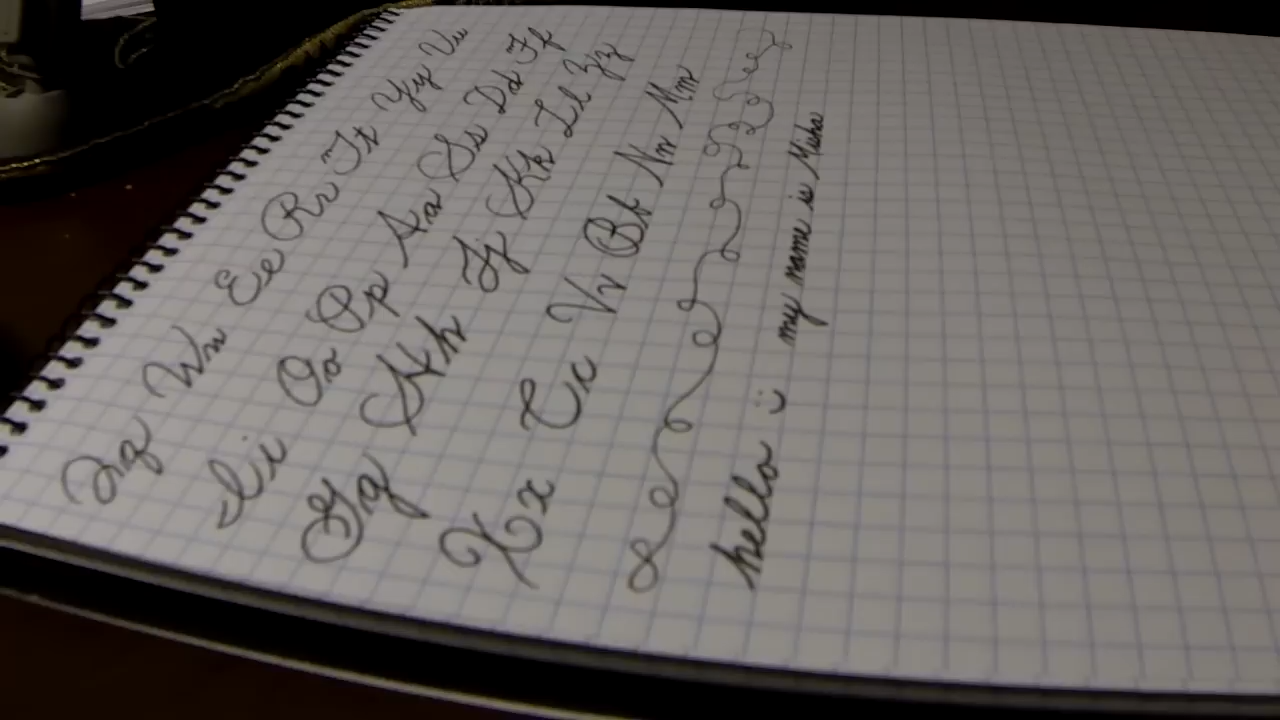 Qq Ww Ee Rr Tt Yy Uu
Ii Oo Pp Aa Ss Dd Ff
Gg Hh Jj Kk Ll Zz
Xx Cc Vv Bb Nn Mm
hello :) my name is Misha